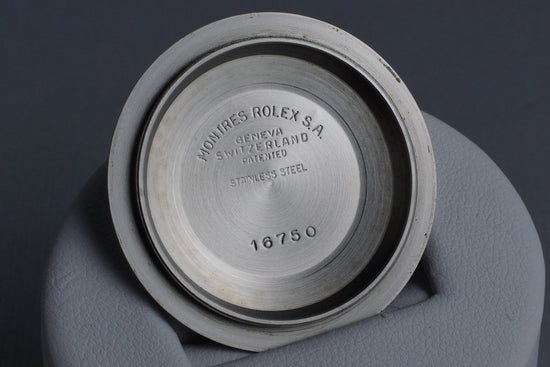 MONTRES ROLEX S.A.
GENEVA
SWITZERLAND
PATENTED
STAINLESS STEEL
16750